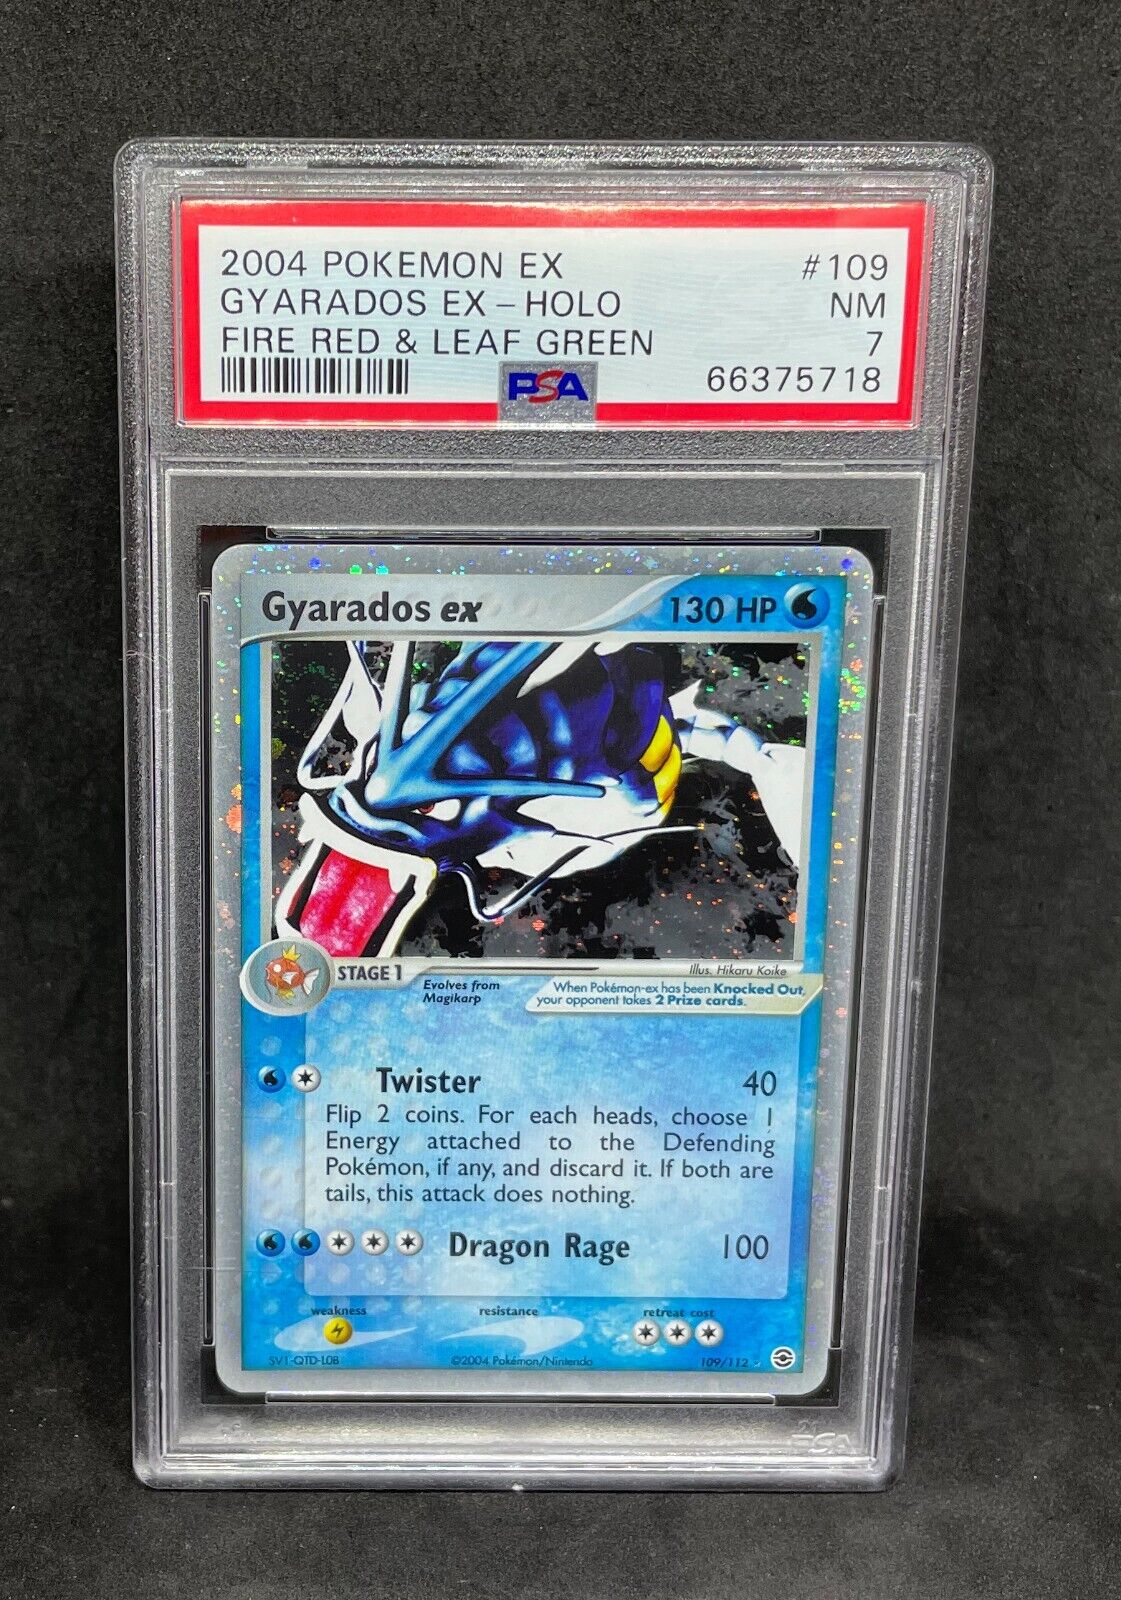 2004 POKEMON EX #109
GYARADOS EX – HOLO NM
FIRE RED & LEAF GREEN 7
PSA 66375718
Gyarados ex 130 HP
STAGE 1
Evolves from
Magikarp
Illus. Hikaru Koike
When Pokémon-ex has been Knocked Out,
your opponent takes 2 Prize cards.
Twister 40
Flip 2 coins. For each heads, choose 1
Energy attached to the Defending
Pokémon, if any, and discard it. If both are
tails, this attack does nothing.
Dragon Rage 100
weakness resistance retreat cost
SV1-QTD-L0B ©2004 Pokémon/Nintendo 109/112
PSA